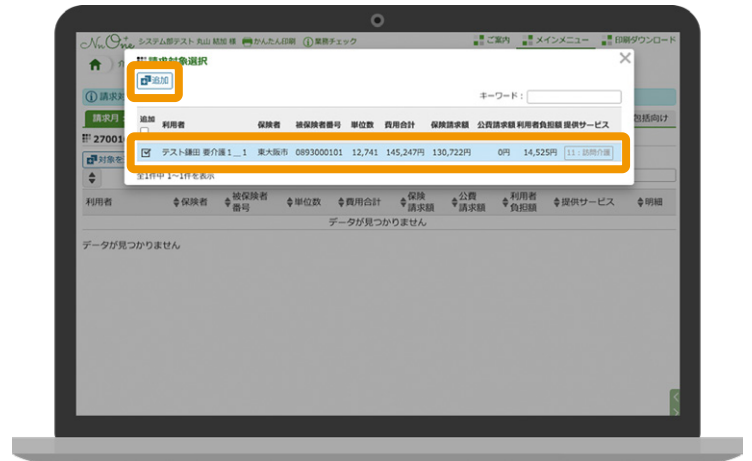 Nu One システム部テスト 丸山 結加 様 かんたん印刷 業務チェック ご案内 メインメニュー 印刷ダウンロード
請求対象選択
追加
請求対
キーワード：
請求月：
包括向け
追加 利用者 保険者 被保険者番号 単位数 費用合計 保険請求額 公費請求額 利用者負担額 提供サービス
テスト鎌田 要介護１＿１ 東大阪市 0893000101 12,741 145,247円 130,722円 0円 14,525円 11：訪問介護
対象を
全1件中 1～1件を表示
利用者 保険者 被保険者番号 単位数 費用合計 保険請求額 公費請求額 利用者負担額 提供サービス 明細
データが見つかりません
データが見つかりません